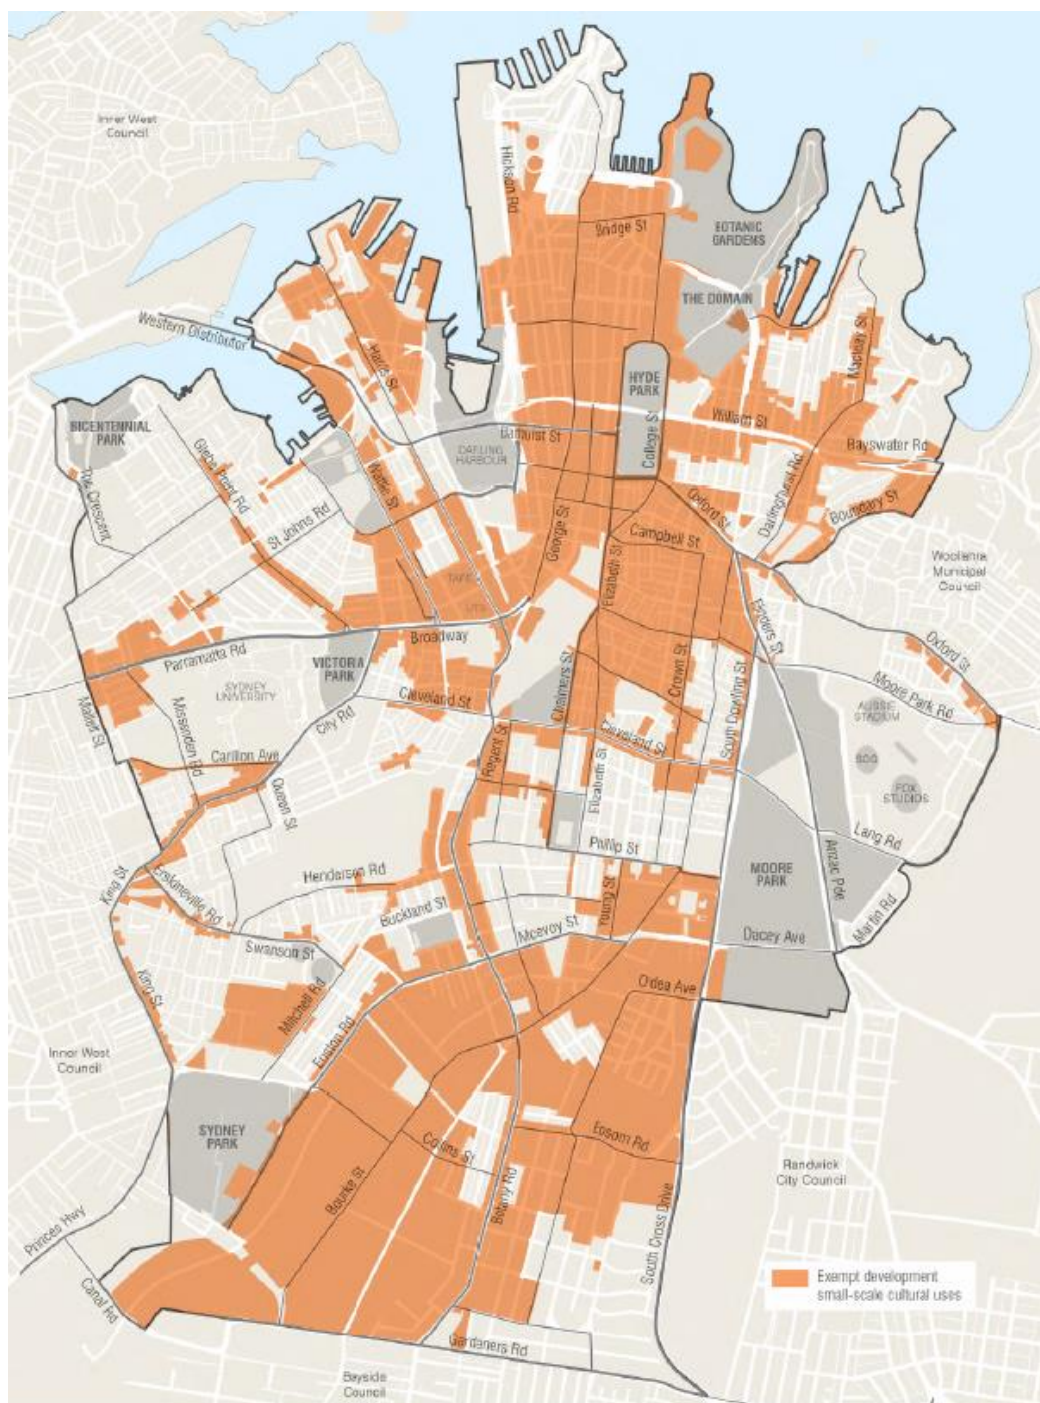 Inner West
Council
Hickson Rd
Bridge St
BOTANIC
GARDENS
THE DOMAIN
Western Distributor
Harris St
Macleay St
HYDE
PARK
William St
College St
Bathurst St
Bayswater Rd
BICENTENNIAL
PARK
DARLING
HARBOUR
Glebe Point Rd
Wattle St
The Crescent
St Johns Rd
Darlinghurst Rd
Boundary St
Oxford St
George St
Campbell St
Elizabeth St
Woollahra
Municipal
Council
TAFE
UTS
Flinders St
Broadway
Oxford St
Parramatta Rd
VICTORIA
PARK
SYDNEY
UNIVERSITY
Chalmers St
Crown St
South Dowling St
Moore Park Rd
Cleveland St
Mallett St
Missenden Rd
City Rd
AUSSIE
STADIUM
Cleveland St
Regent St
Carillon Ave
SCG
Queen St
Elizabeth St
FOX
STUDIOS
Phillip St
Lang Rd
King St
Henderson Rd
MOORE
PARK
Anzac Pde
Erskineville Rd
Buckland St
Young St
Martin Rd
Mcevoy St
Dacey Ave
Swanson St
King St
Mitchell Rd
O'dea Ave
Euston Rd
Inner West
Council
SYDNEY
PARK
Collins St
Epsom Rd
Randwick
City Council
Bourke St
Botany Rd
Princes Hwy
South Cross Drive
Canal Rd
Exempt development
small-scale cultural uses
Gardeners Rd
Bayside
Council